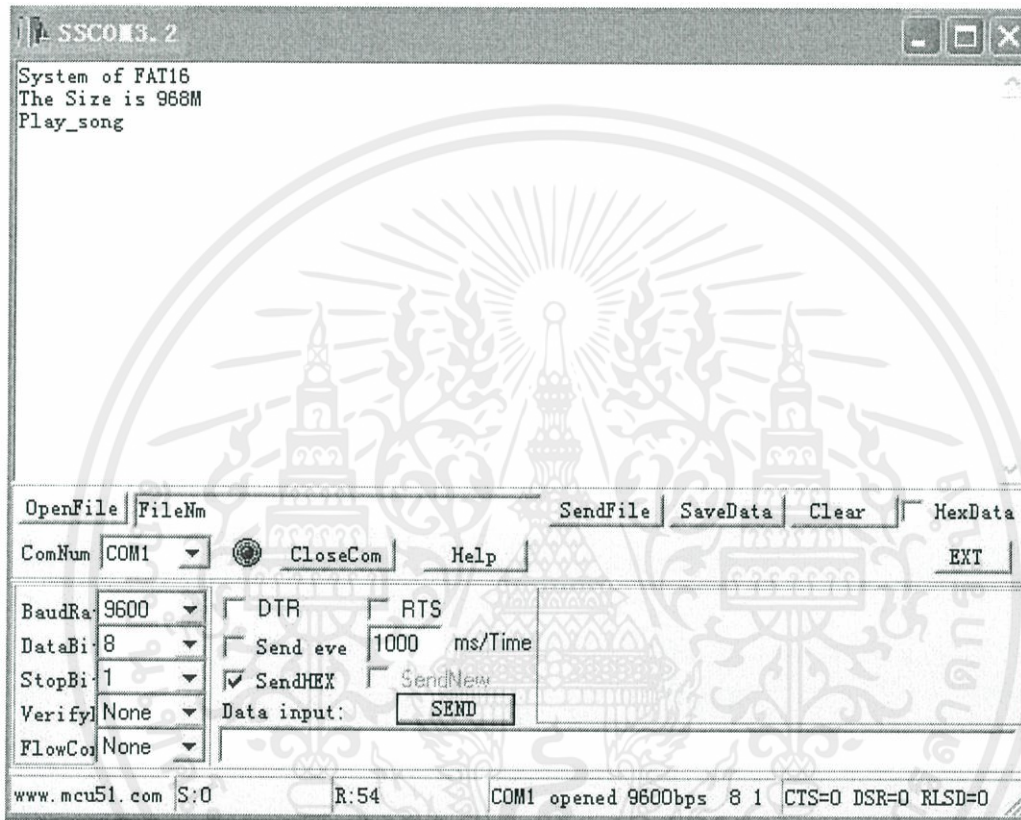 SSCOM3.2
System of FAT16
The Size is 968M
Play_song
OpenFile FileNm SendFile SaveData Clear HexData
ComNum COM1 CloseCom Help EXT
BaudRa 9600 DTR RTS
DataBi 8 Send eve 1000 ms/Time
StopBi 1 SendHEX SendNew
Verify None Data input: SEND
FlowCo None
www.mcu51.com S:0 R:54 COM1 opened 9600bps 8 1 CTS=0 DSR=0 RLSD=0